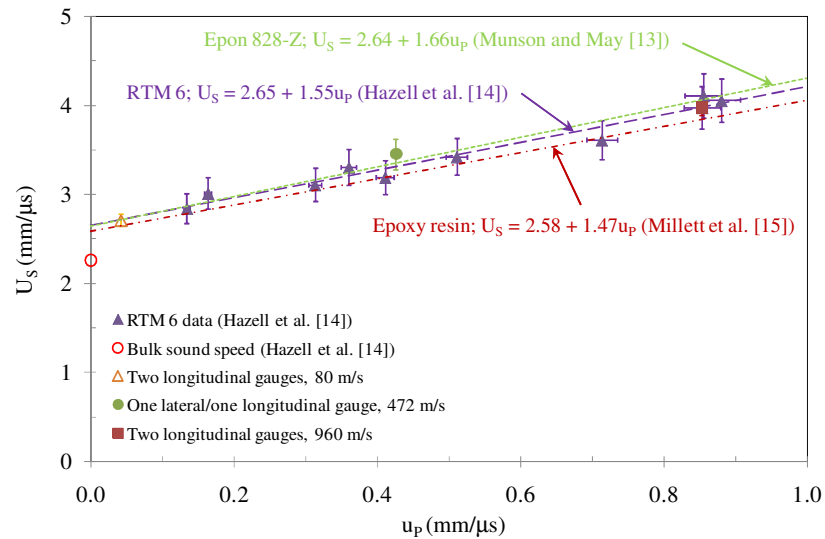 Epon 828-Z; U_S = 2.64 + 1.66u_P (Munson and May [13])
RTM 6; U_S = 2.65 + 1.55u_P (Hazell et al. [14])
Epoxy resin; U_S = 2.58 + 1.47u_P (Millett et al. [15])
RTM 6 data (Hazell et al. [14])
Bulk sound speed (Hazell et al. [14])
Two longitudinal gauges, 80 m/s
One lateral/one longitudinal gauge, 472 m/s
Two longitudinal gauges, 960 m/s
U_S (mm/μs)
5
4
3
2
1
0
0.0 0.2 0.4 0.6 0.8 1.0
u_P (mm/μs)